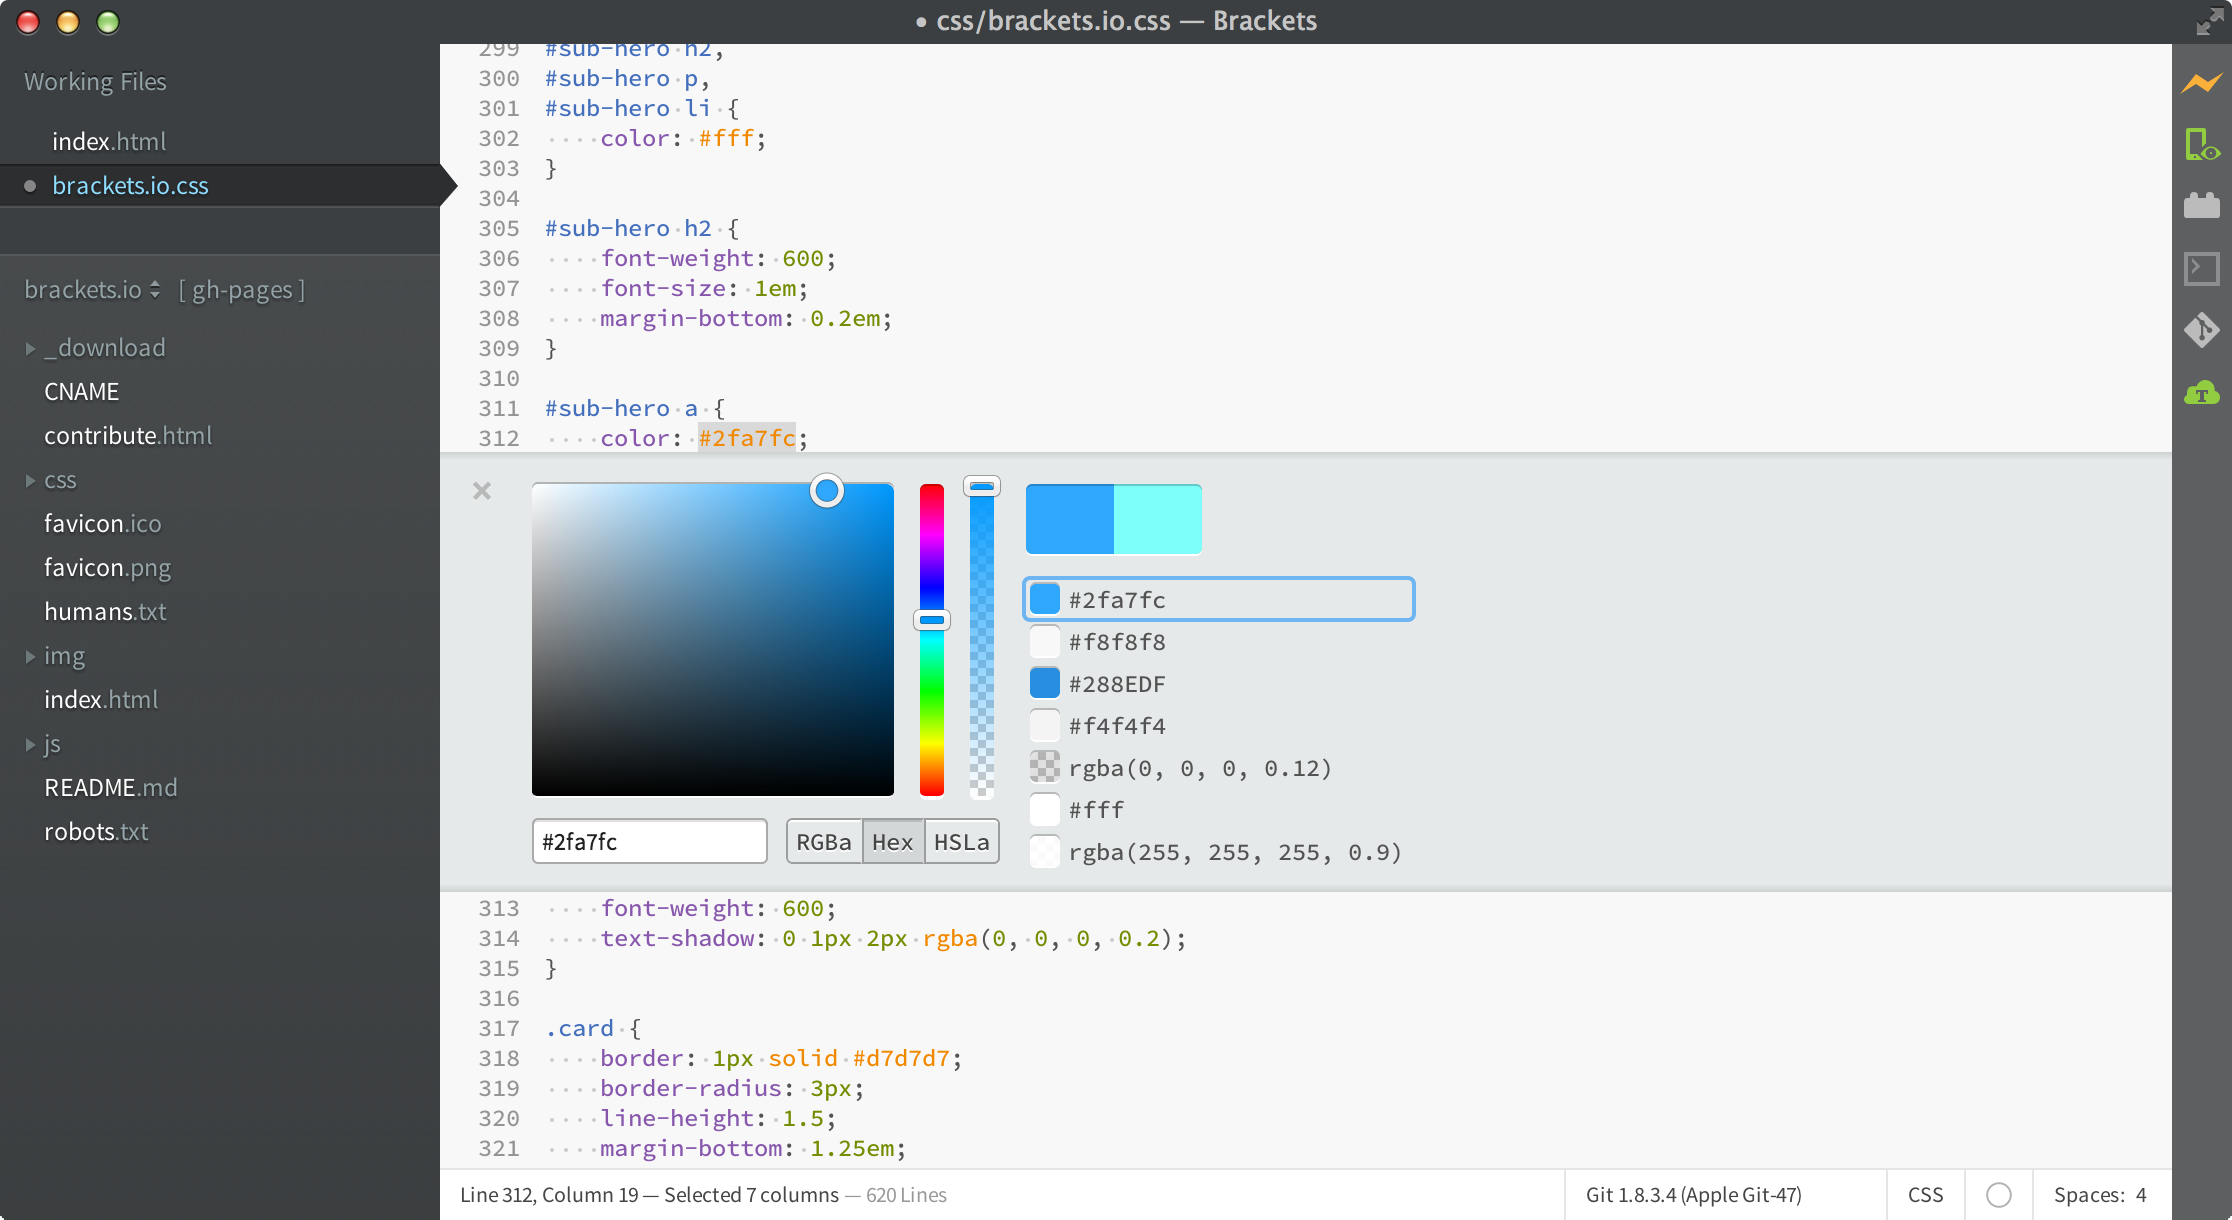 • css/brackets.io.css — Brackets
Working Files
index.html
brackets.io.css
brackets.io [ gh-pages ]
_download
CNAME
contribute.html
css
favicon.ico
favicon.png
humans.txt
img
index.html
js
README.md
robots.txt
299 #sub-hero h2,
300 #sub-hero p,
301 #sub-hero li {
302 color: #fff;
303 }
304
305 #sub-hero h2 {
306 font-weight: 600;
307 font-size: 1em;
308 margin-bottom: 0.2em;
309 }
310
311 #sub-hero a {
312 color: #2fa7fc;
#2fa7fc
#f8f8f8
#288EDF
#f4f4f4
rgba(0, 0, 0, 0.12)
#fff
rgba(255, 255, 255, 0.9)
#2fa7fc RGBa Hex HSLa
313 font-weight: 600;
314 text-shadow: 0 1px 2px rgba(0, 0, 0, 0.2);
315 }
316
317 .card {
318 border: 1px solid #d7d7d7;
319 border-radius: 3px;
320 line-height: 1.5;
321 margin-bottom: 1.25em;
Line 312, Column 19 — Selected 7 columns — 620 Lines
Git 1.8.3.4 (Apple Git-47) CSS Spaces: 4
T